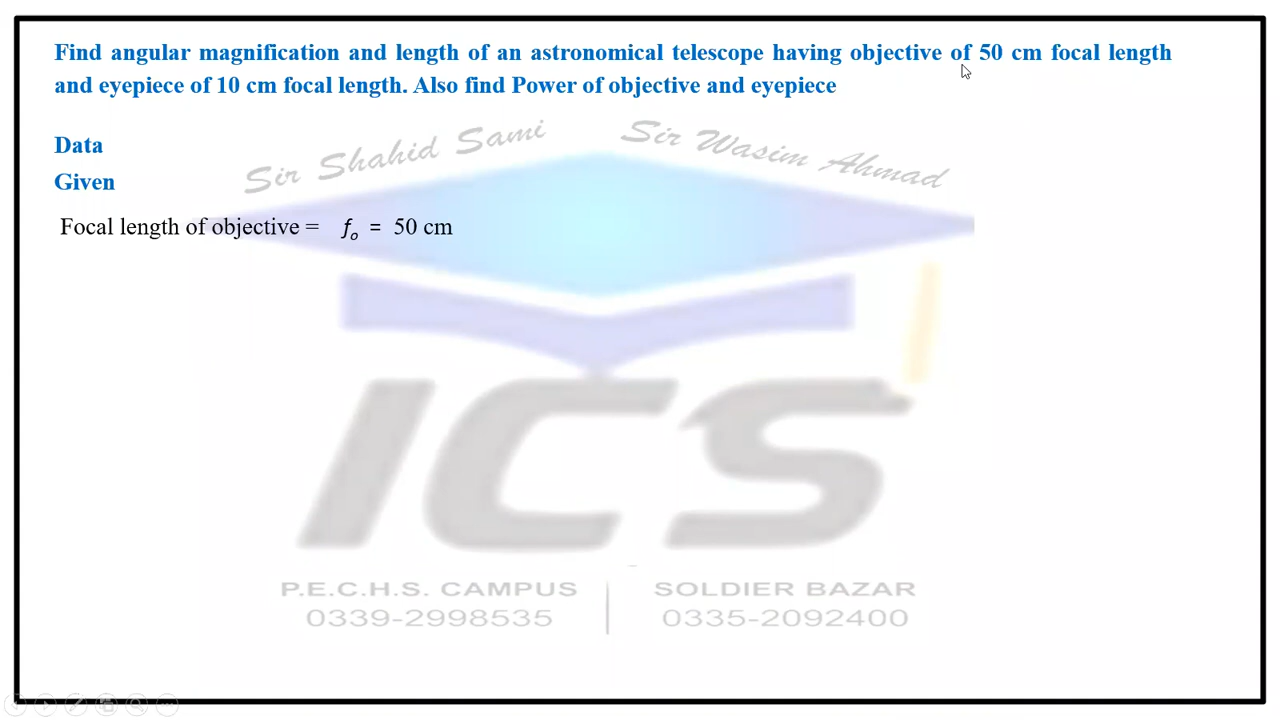 Find angular magnification and length of an astronomical telescope having objective of 50 cm focal length
and eyepiece of 10 cm focal length. Also find Power of objective and eyepiece
Data
Sir Shahid Sami
Sir Wasim Ahmad
Given
Focal length of objective = fₒ = 50 cm
ICS
P.E.C.H.S. CAMPUS
0339-2998535
SOLDIER BAZAR
0335-2092400